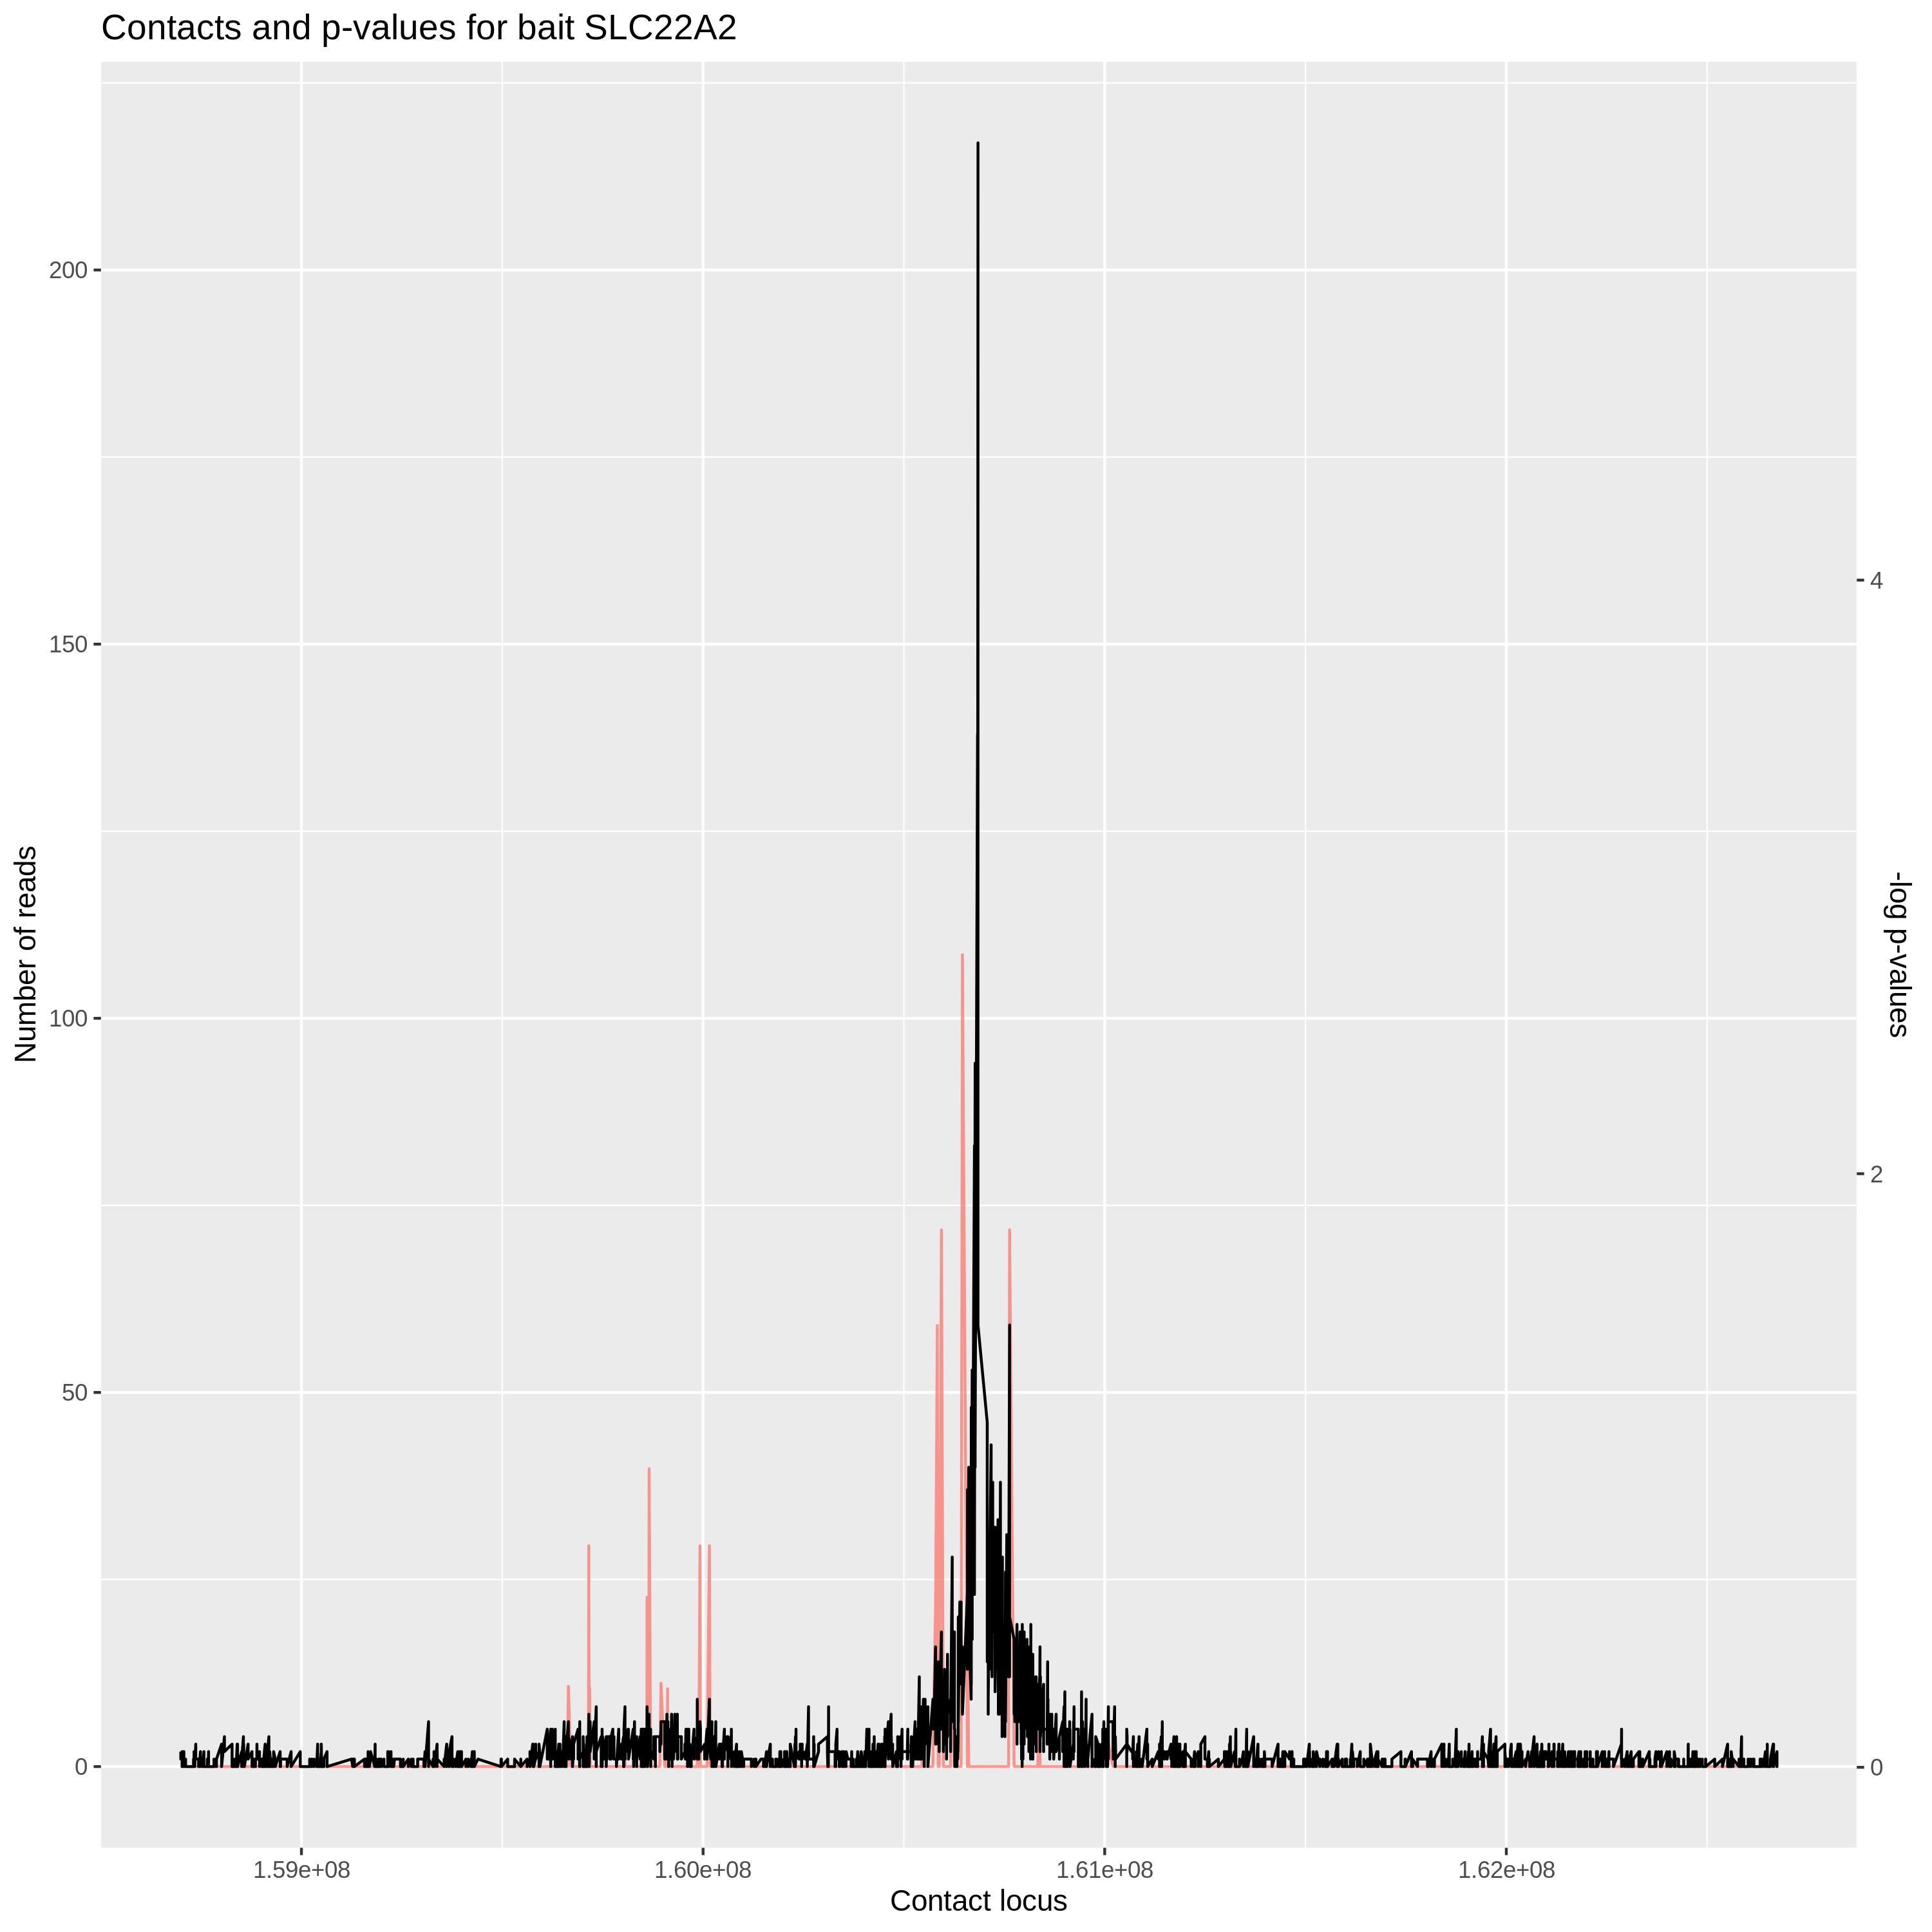 Contacts and p-values for bait SLC22A2
200
150
100
50
0
Number of reads
4
2
0
-log p-values
1.59e+08
1.60e+08
1.61e+08
1.62e+08
Contact locus